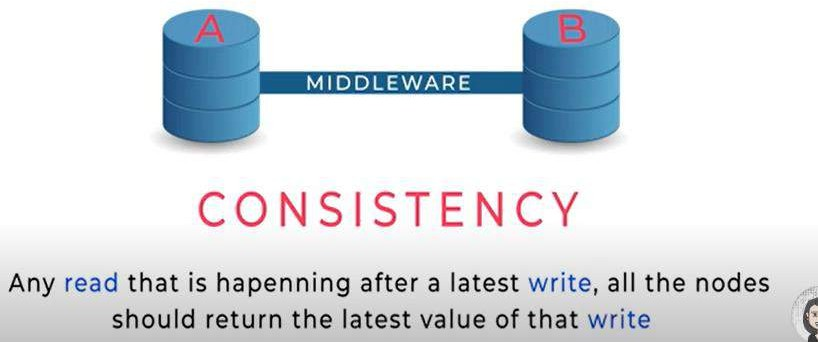 A
B
MIDDLEWARE
CONSISTENCY
Any read that is hapenning after a latest write, all the nodes
should return the latest value of that write